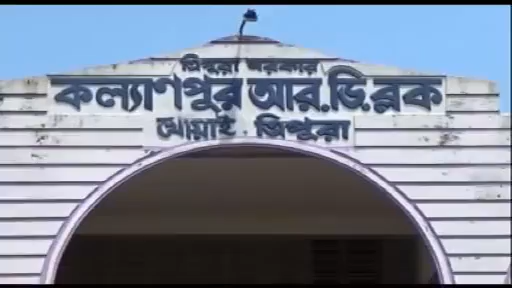 ত্রিপুরা সরকার
কল্যাণপুর আর.ডি.ব্লক
খোয়াই . ত্রিপুরা